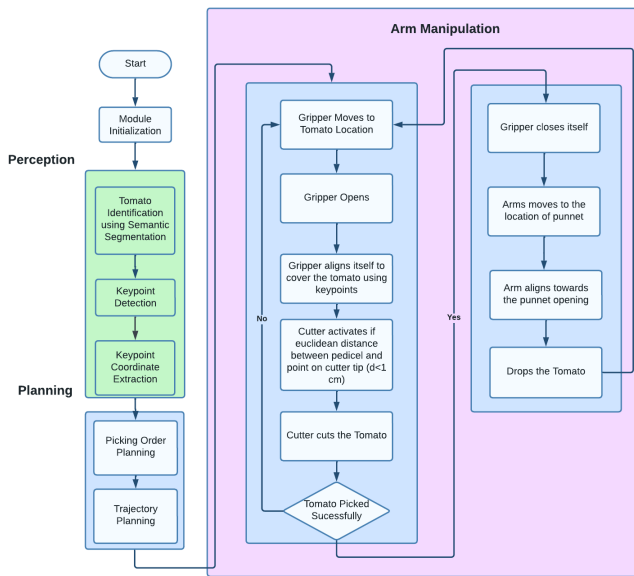 Start
Module
Initialization
Perception
Tomato
Identification
using Semantic
Segmentation
Keypoint
Detection
Keypoint
Coordinate
Extraction
Planning
Picking Order
Planning
Trajectory
Planning
Arm Manipulation
Gripper Moves to
Tomato Location
Gripper Opens
Gripper aligns itself to
cover the tomato using
keypoints
No
Cutter activates if
euclidean distance
between pedicel and
point on cutter tip (d<1
cm)
Cutter cuts the Tomato
Tomato Picked
Sucessfully
Yes
Gripper closes itself
Arms moves to the
location of punnet
Arm aligns towards
the punnet opening
Drops the Tomato